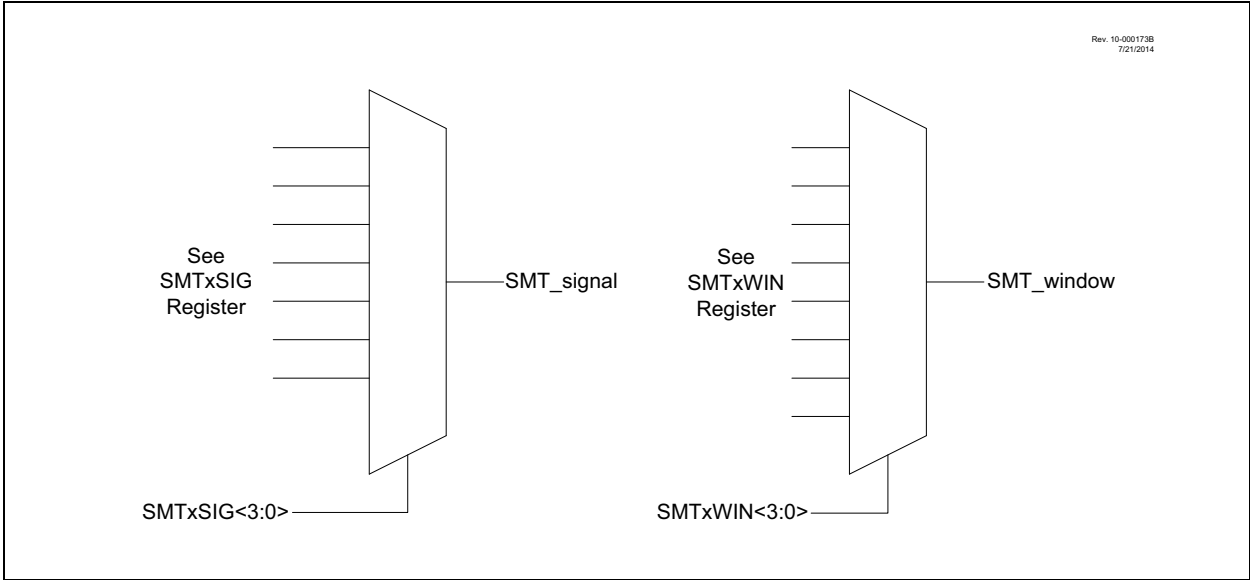 Rev. 10-000173B
7/21/2014
See
SMTxSIG
Register
SMT_signal
SMTxSIG<3:0>
See
SMTxWIN
Register
SMT_window
SMTxWIN<3:0>